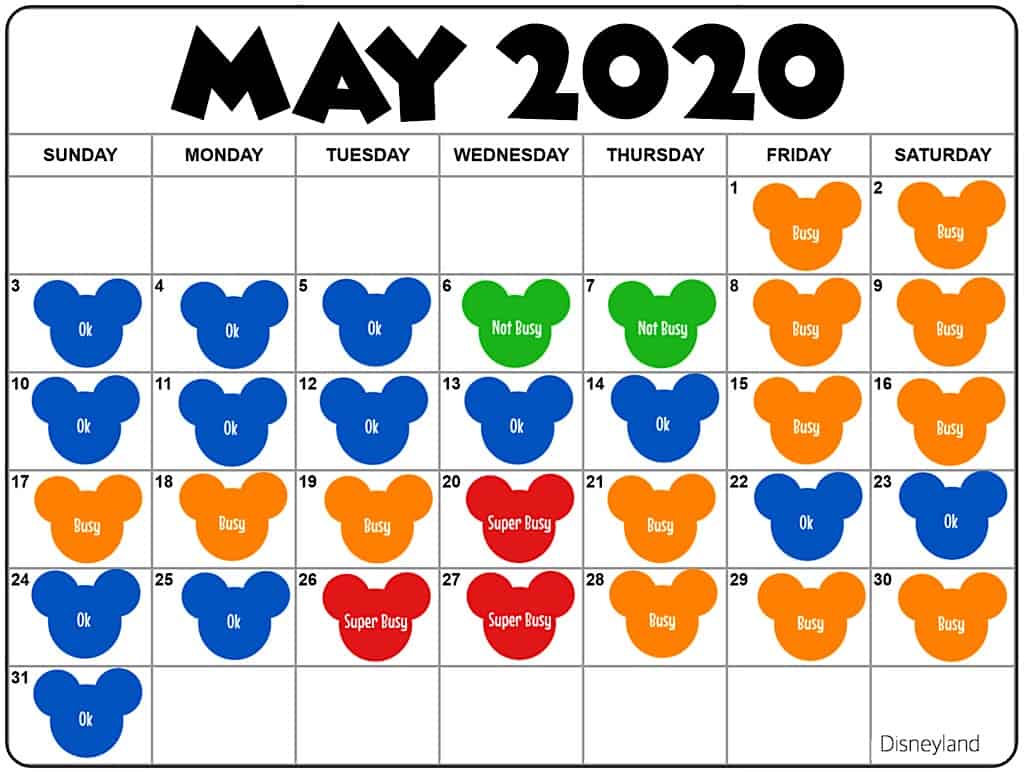 MAY 2020
SUNDAY MONDAY TUESDAY WEDNESDAY THURSDAY FRIDAY SATURDAY
1 Busy 2 Busy
3 Ok 4 Ok 5 Ok 6 Not Busy 7 Not Busy 8 Busy 9 Busy
10 Ok 11 Ok 12 Ok 13 Ok 14 Ok 15 Busy 16 Busy
17 Busy 18 Busy 19 Busy 20 Super Busy 21 Busy 22 Ok 23 Ok
24 Ok 25 Ok 26 Super Busy 27 Super Busy 28 Busy 29 Busy 30 Busy
31 Ok
Disneyland